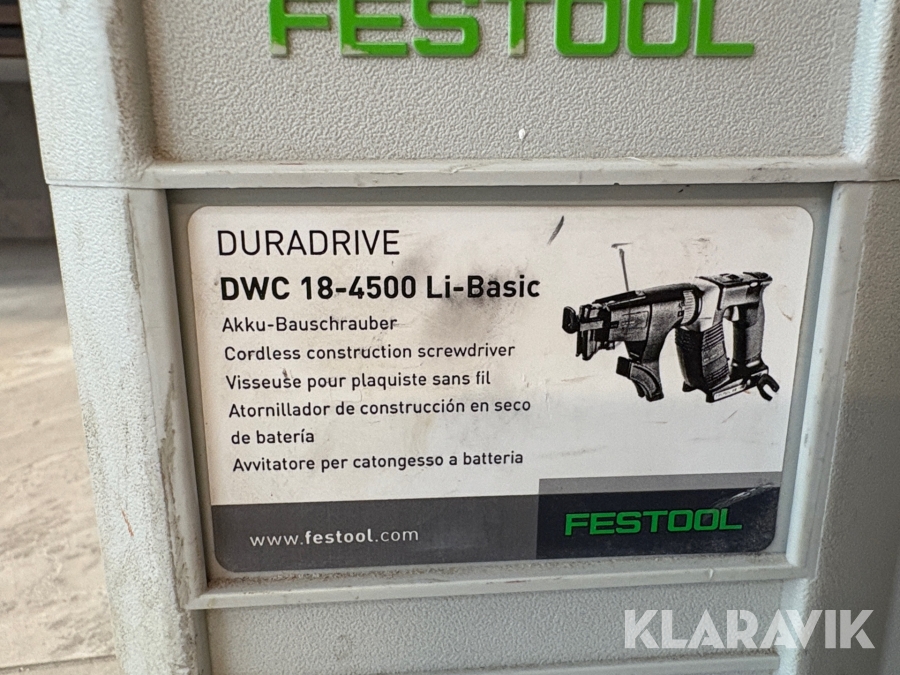 FESTOOL
DURADRIVE
DWC 18-4500 Li-Basic
Akku-Bauschrauber
Cordless construction screwdriver
Visseuse pour plaquiste sans fil
Atornillador de construcción en seco
de batería
Avvitatore per catongesso a batteria
www.festool.com
FESTOOL
KLARAVIK